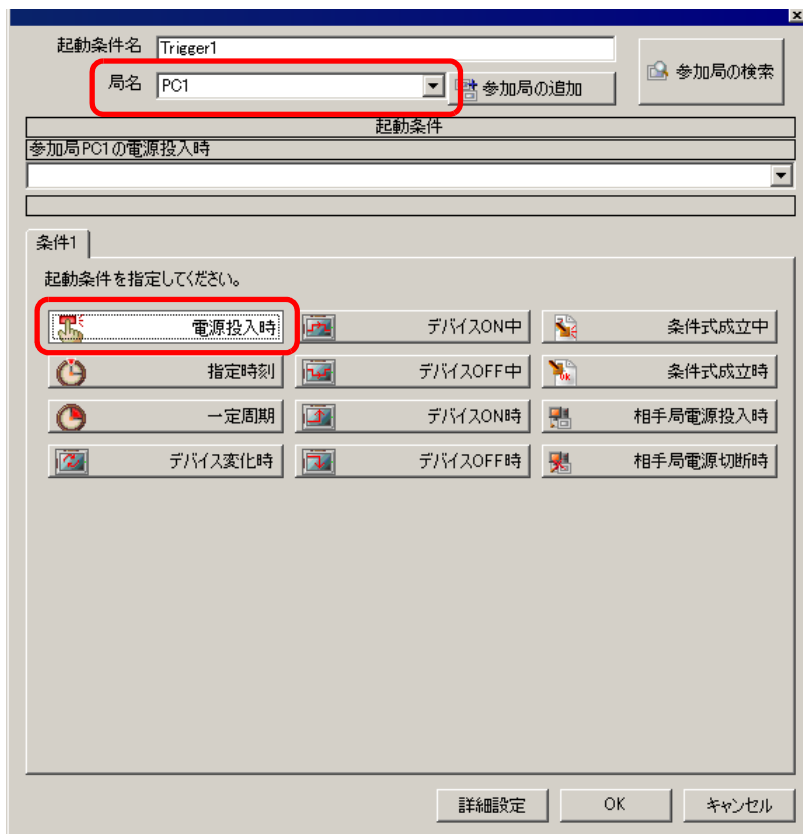 起動条件名 Trigger1
局名 PC1 参加局の追加 参加局の検索
起動条件
参加局PC1の電源投入時
条件1
起動条件を指定してください。
電源投入時 デバイスON中 条件式成立中
指定時刻 デバイスOFF中 条件式成立時
一定周期 デバイスON時 相手局電源投入時
デバイス変化時 デバイスOFF時 相手局電源切断時
詳細設定 OK キャンセル